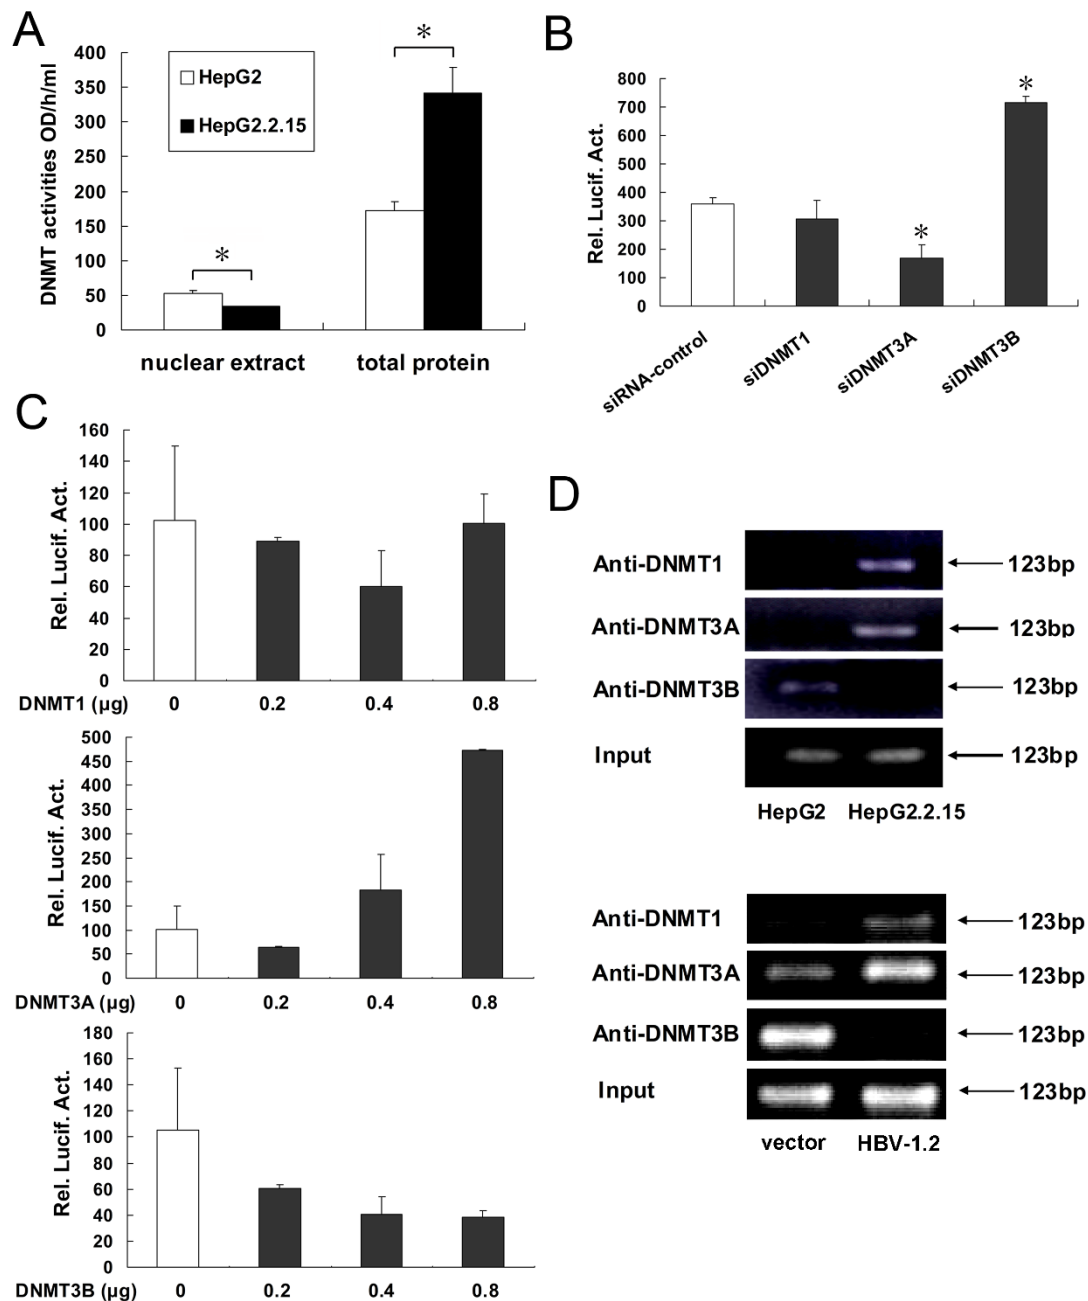 A
DNMT activities OD/h/ml
400
350
300
250
200
150
100
50
0
HepG2
HepG2.2.15
*
*
nuclear extract
total protein
B
Rel. Lucif. Act.
800
700
600
500
400
300
200
100
0
*
*
siRNA-control
siDNMT1
siDNMT3A
siDNMT3B
C
Rel. Lucif. Act.
160
140
120
100
80
60
40
20
0
DNMT1 (μg) 0 0.2 0.4 0.8
Rel. Lucif. Act.
500
450
400
350
300
250
200
150
100
50
0
DNMT3A (μg) 0 0.2 0.4 0.8
Rel. Lucif. Act.
180
160
140
120
100
80
60
40
20
0
DNMT3B (μg) 0 0.2 0.4 0.8
D
Anti-DNMT1 123bp
Anti-DNMT3A 123bp
Anti-DNMT3B 123bp
Input 123bp
HepG2 HepG2.2.15
Anti-DNMT1 123bp
Anti-DNMT3A 123bp
Anti-DNMT3B 123bp
Input 123bp
vector HBV-1.2